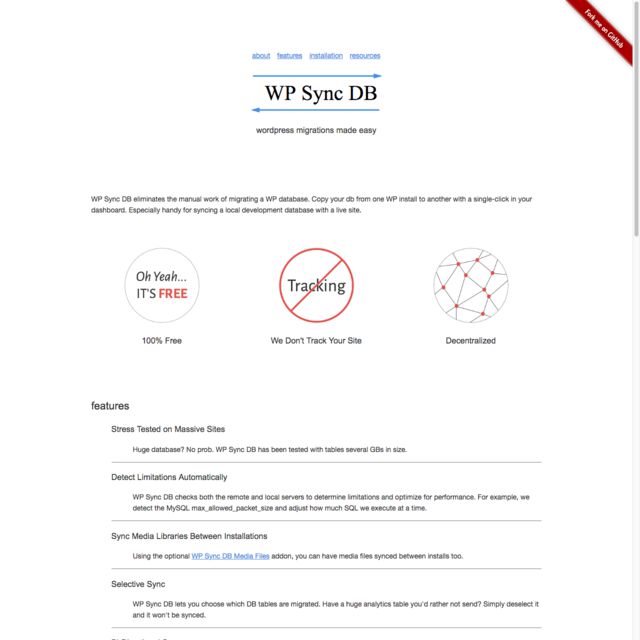 Fork me on GitHub
about features installation resources
WP Sync DB
wordpress migrations made easy
WP Sync DB eliminates the manual work of migrating a WP database. Copy your db from one WP install to another with a single-click in your
dashboard. Especially handy for syncing a local development database with a live site.
Oh Yeah...
IT'S FREE
Tracking
100% Free
We Don't Track Your Site
Decentralized
features
Stress Tested on Massive Sites
Huge database? No prob. WP Sync DB has been tested with tables several GBs in size.
Detect Limitations Automatically
WP Sync DB checks both the remote and local servers to determine limitations and optimize for performance. For example, we
detect the MySQL max_allowed_packet_size and adjust how much SQL we execute at a time.
Sync Media Libraries Between Installations
Using the optional WP Sync DB Media Files addon, you can have media files synced between installs too.
Selective Sync
WP Sync DB lets you choose which DB tables are migrated. Have a huge analytics table you'd rather not send? Simply deselect it
and it won't be synced.